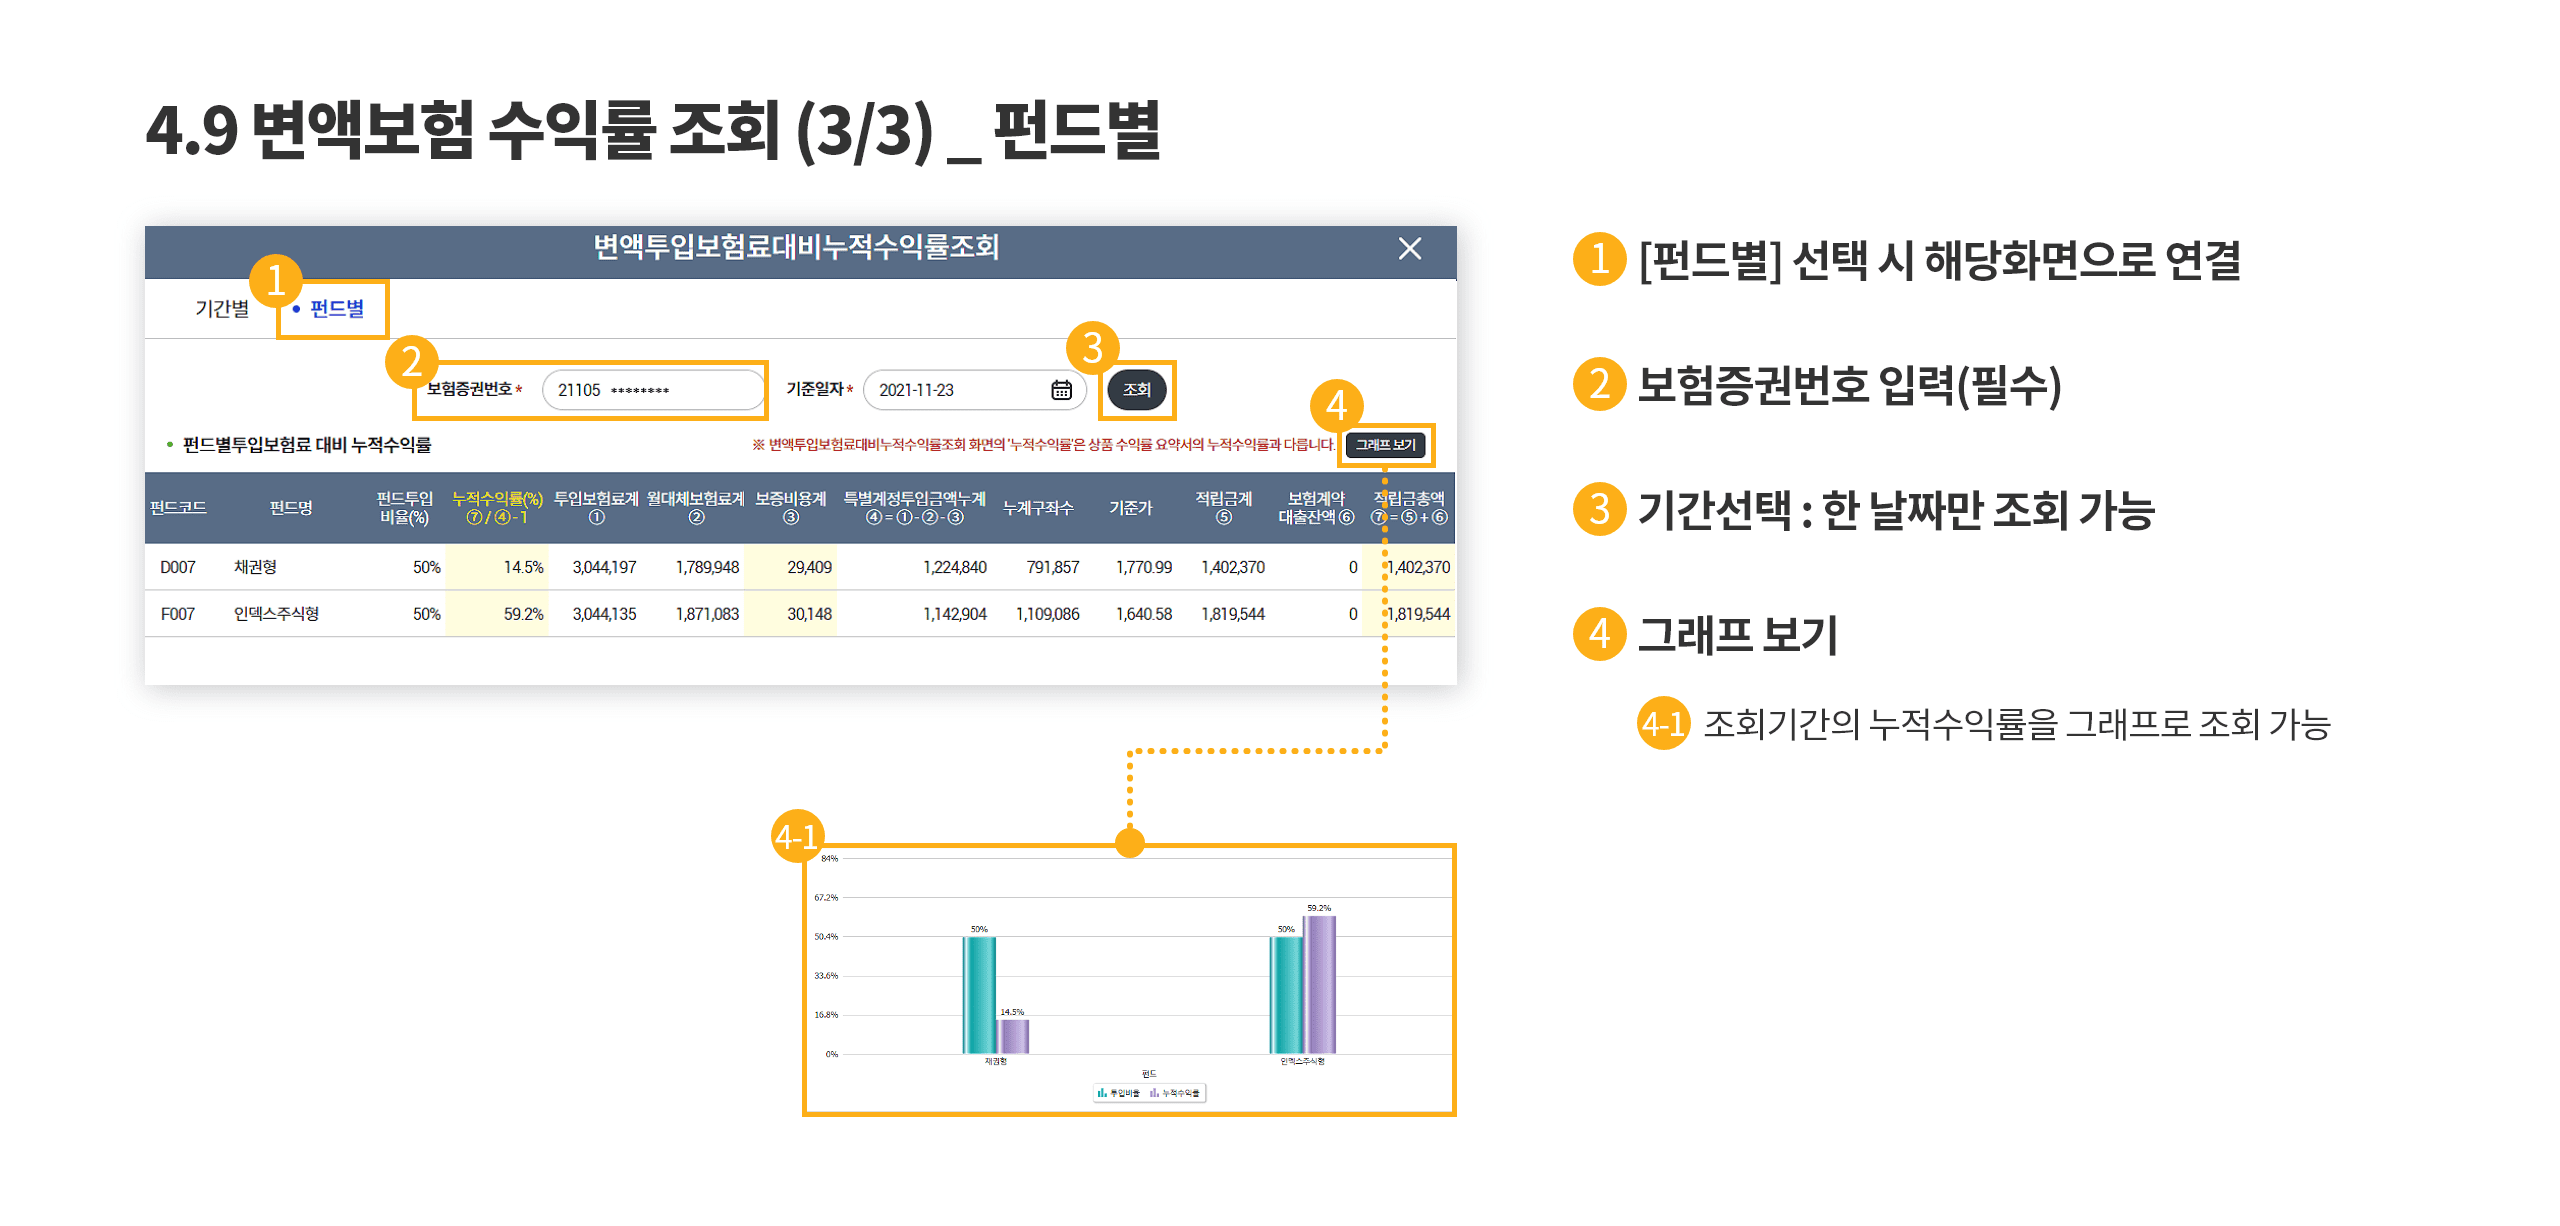 4.9 변액보험 수익률 조회 (3/3) _ 펀드별
변액투입보험료대비누적수익률조회
1
기간별
• 펀드별
2
보험증권번호 *
21105 ********
기준일자 *
2021-11-23
3
조회
4
• 펀드별투입보험료 대비 누적수익률
※ 변액투입보험료대비누적수익률조회 화면의 '누적수익률'은 상품 수익률 요약서의 누적수익률과 다릅니다.
그래프 보기
펀드코드 펀드명 펀드투입 비율(%) 누적수익률(%) ⑦ / ④ - 1 투입보험료계 ① 월대체보험료계 ② 보증비용계 ③ 특별계정투입금액누계 ④ = ① - ② - ③ 누계구좌수 기준가 적립금계 ⑤ 보험계약 대출잔액 ⑥ 적립금총액 ⑦ = ⑤ + ⑥
D007 채권형 50% 14.5% 3,044,197 1,789,948 29,409 1,224,840 791,857 1,770.99 1,402,370 0 1,402,370
F007 인덱스주식형 50% 59.2% 3,044,135 1,871,083 30,148 1,142,904 1,109,086 1,640.58 1,819,544 0 1,819,544
4-1
84%
67.2%
50.4%
33.6%
16.8%
0%
50%
14.5%
50%
59.2%
채권형
인덱스주식형
펀드
투입비율 누적수익률
1 [펀드별] 선택 시 해당화면으로 연결
2 보험증권번호 입력(필수)
3 기간선택 : 한 날짜만 조회 가능
4 그래프 보기
4-1 조회기간의 누적수익률을 그래프로 조회 가능